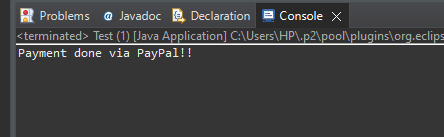 Problems @ Javadoc Declaration Console X
<terminated> Test (1) [Java Application] C:\Users\HP\.p2\pool\plugins\org.eclips
Payment done via PayPal!!